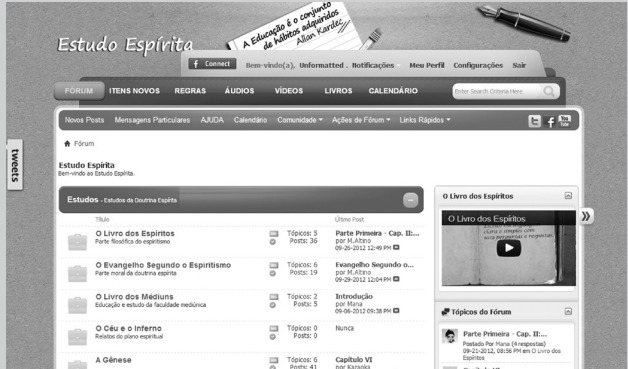 Estudo Espírita
A Educação é o conjunto
de hábitos adquiridos
Allan Kardec
f Connect
Bem-vindo(a), Unformatted . Notificações
Meu Perfil
Configurações
Sair
FÓRUM
ITENS NOVOS
REGRAS
ÁUDIOS
VÍDEOS
LIVROS
CALENDÁRIO
Enter Search Criteria Here
Novos Posts
Mensagens Particulares
AJUDA
Calendário
Comunidade
Ações de Fórum
Links Rápidos
You Tube
tweets
Fórum
Estudo Espírita
Bem-vindo ao Estudo Espírita.
Estudos - Estudos da Doutrina Espírita
Título
Último Post
O Livro dos Espíritos
Parte filosófica do espiritismo
Tópicos: 5
Posts: 36
Parte Primeira - Cap. II:...
por M.Altino
09-26-2012 12:49 PM
O Evangelho Segundo o Espiritismo
Parte moral da doutrina espírita
Tópicos: 6
Posts: 19
Evangelho Segundo o...
por M.Altino
09-29-2012 12:04 PM
O Livro dos Médiuns
Educação e estudo da faculdade mediúnica
Tópicos: 2
Posts: 5
Introdução
por Mana
09-06-2012 09:38 PM
O Céu e o Inferno
Relatos do plano espiritual
Tópicos: 0
Posts: 0
Nunca
A Gênese
Tópicos: 6
Posts: 41
Capítulo VI
por Kazaoka
O Livro dos Espíritos
O Livro dos Espíritos
Tópicos do Fórum
Parte Primeira - Cap. II:...
Postado Por Mana (4 respostas)
09-21-2012, 08:56 PM em O Livro dos
Espíritos